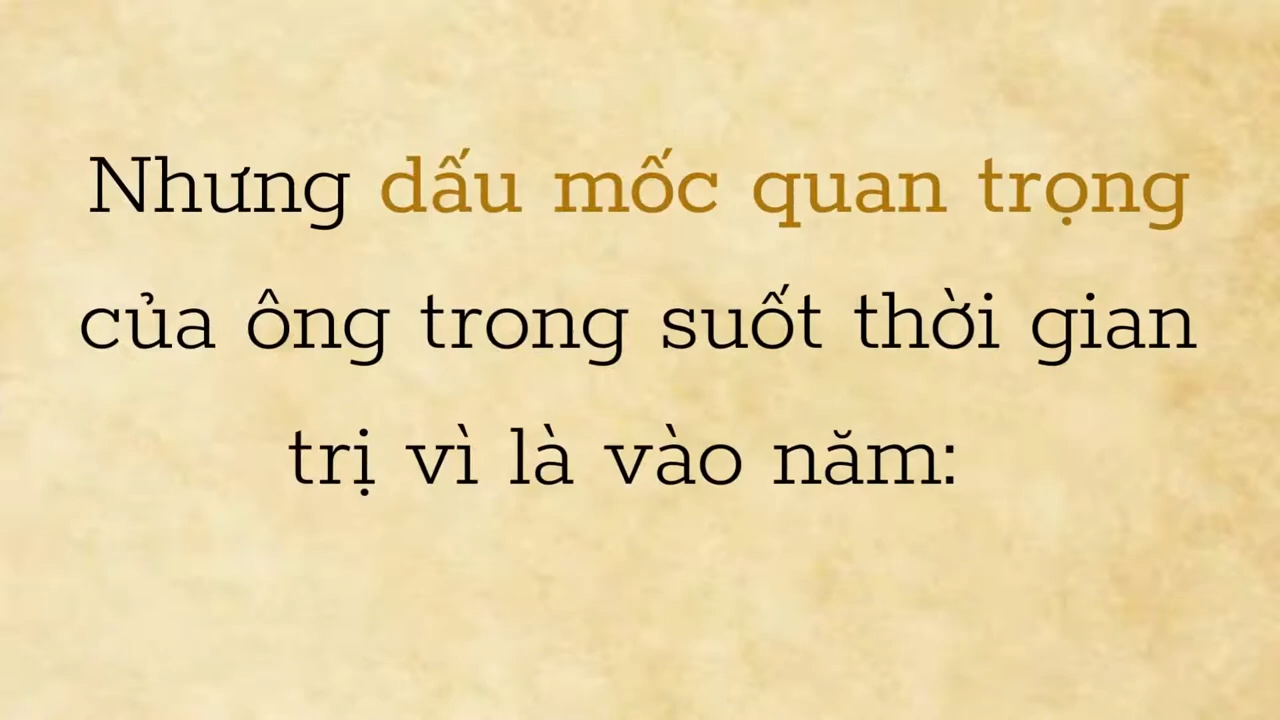 Nhưng dấu mốc quan trọng
của ông trong suốt thời gian
trị vì là vào năm: